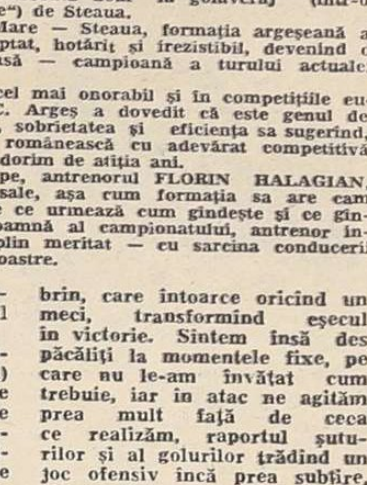 e“) de Steaua.
Mare — Steaua, formația argeșeană a
ptat, hotărît și irezistibil, devenind c
asă — campioană a turului actuale
cel mai onorabil și în competițiile eu-
C. Argeș a dovedit că este genul de
, sobrietatea și eficiența sa sugerînd,
românească cu adevărat competitivă
dorim de atîția ani.
pe, antrenorul FLORIN HALAGIAN,
sale, așa cum formația sa are cam
e ce urmează cum gîndește și ce gîn-
oamnă al campionatului, antrenor în-
plin meritat — cu sarcina conducerii
oastre.
- brin, care întoarce oricînd un
l meci, transformînd eșecul
în victorie. Sîntem însă des
- păcăliți la momentele fixe, pe
) care nu le-am învățat cum
e trebuie, iar în atac ne agităm
e prea mult față de ceea
- ce realizăm, raportul șutu-
- rilor și al golurilor trădînd un
e joc ofensiv încă prea subțire,